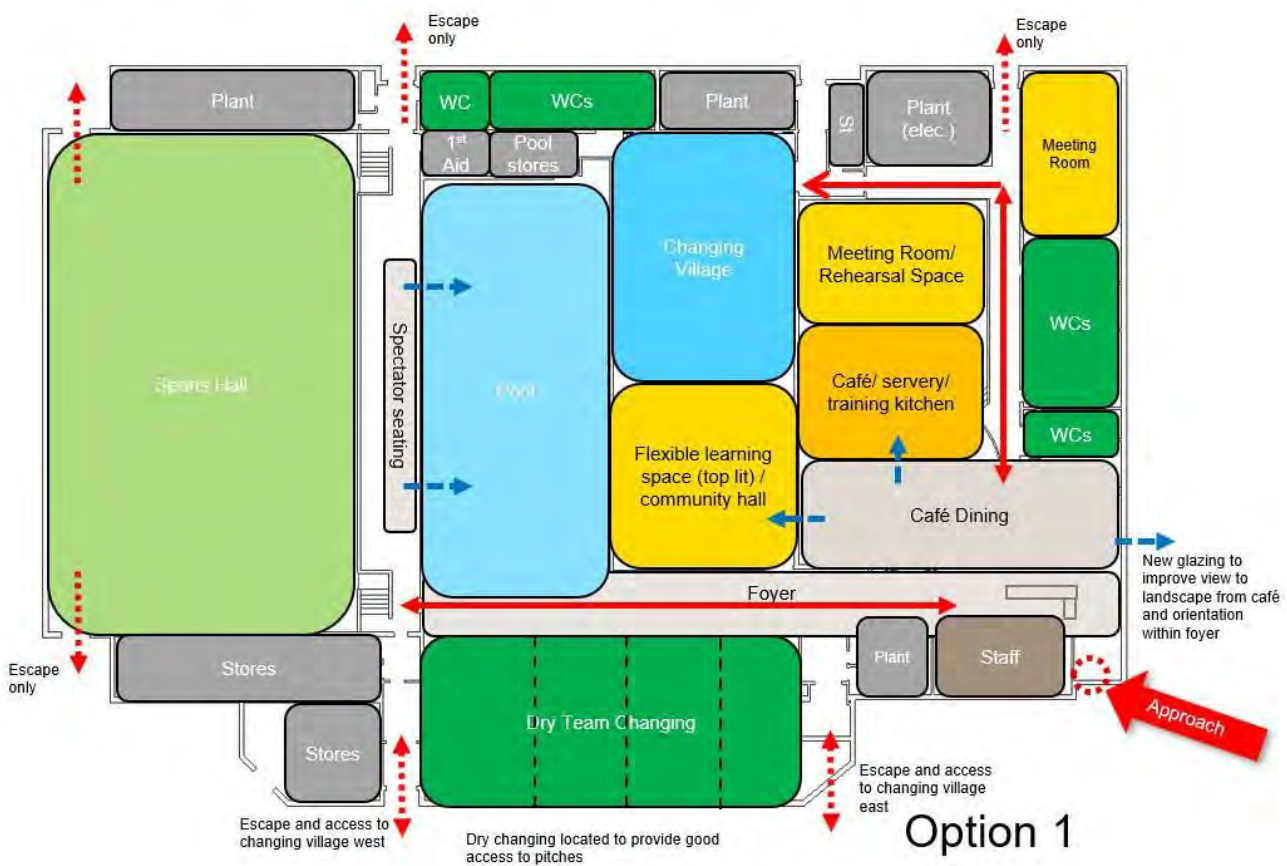 Escape
only
Escape
only
Plant
WC
WCs
Plant
St
Plant
(elec.)
Meeting
Room
1st
Aid
Pool
stores
Changing
Village
Meeting Room/
Rehearsal Space
WCs
Spectator seating
Sports Hall
Pool
Café/ servery/
training kitchen
WCs
Flexible learning
space (top lit) /
community hall
Café Dining
New glazing to
improve view to
landscape from café
and orientation
within foyer
Foyer
Escape
only
Stores
Plant
Staff
Approach
Dry Team Changing
Stores
Escape and access to
changing village west
Dry changing located to provide good
access to pitches
Escape and access
to changing village
east
Option 1